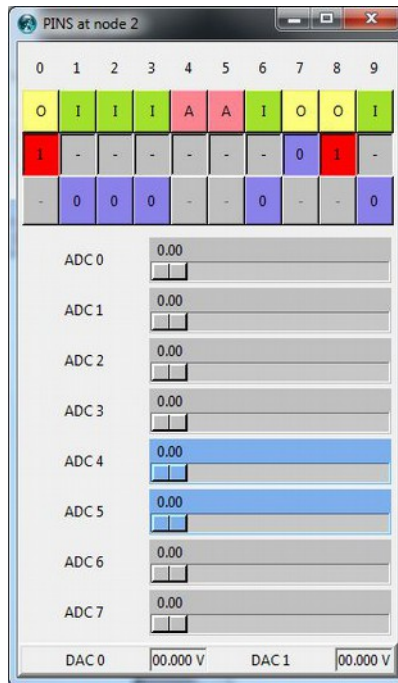 PINS at node 2
0 1 2 3 4 5 6 7 8 9
O I I I A A I O O I
1 - - - - - - 0 1 -
- 0 0 0 - - 0 - - 0
0.00
ADC 0
0.00
ADC 1
0.00
ADC 2
0.00
ADC 3
0.00
ADC 4
0.00
ADC 5
0.00
ADC 6
0.00
ADC 7
DAC 0 00.000 V DAC 1 00.000 V